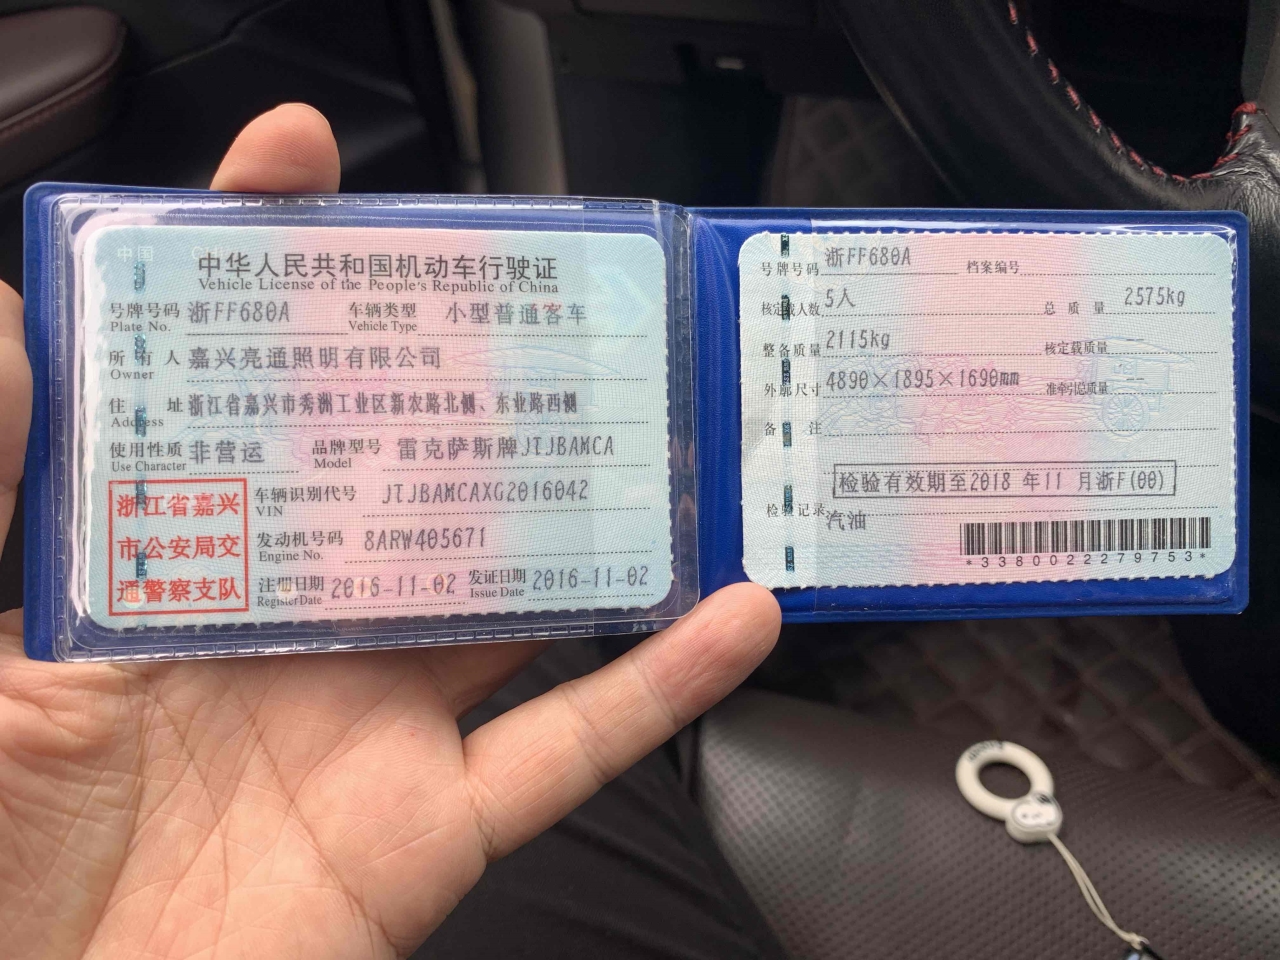 中国
中华人民共和国机动车行驶证
Vehicle License of the People's Republic of China
号牌号码 浙FF680A 车辆类型 小型普通客车
Plate No. Vehicle Type
所有人 嘉兴亮通照明有限公司
Owner
住址 浙江省嘉兴市秀洲工业区新农路北侧、东业路西侧
Address
使用性质 非营运 品牌型号 雷克萨斯牌JTJBAMCA
Use Character Model
浙江省嘉兴
市公安局交
通警察支队
车辆识别代号 JTJBAMCAXG2016042
VIN
发动机号码 8ARW405671
Engine No.
注册日期 2016-11-02 发证日期 2016-11-02
Register Date Issue Date
号牌号码 浙FF680A 档案编号
核定载人数 5人 总质量 2575kg
整备质量 2115kg 核定载质量 --
外廓尺寸 4890×1895×1690mm 准牵引总质量 --
备注
检验有效期至2018 年11 月浙F(00)
检验记录
汽油
*3380022279753*